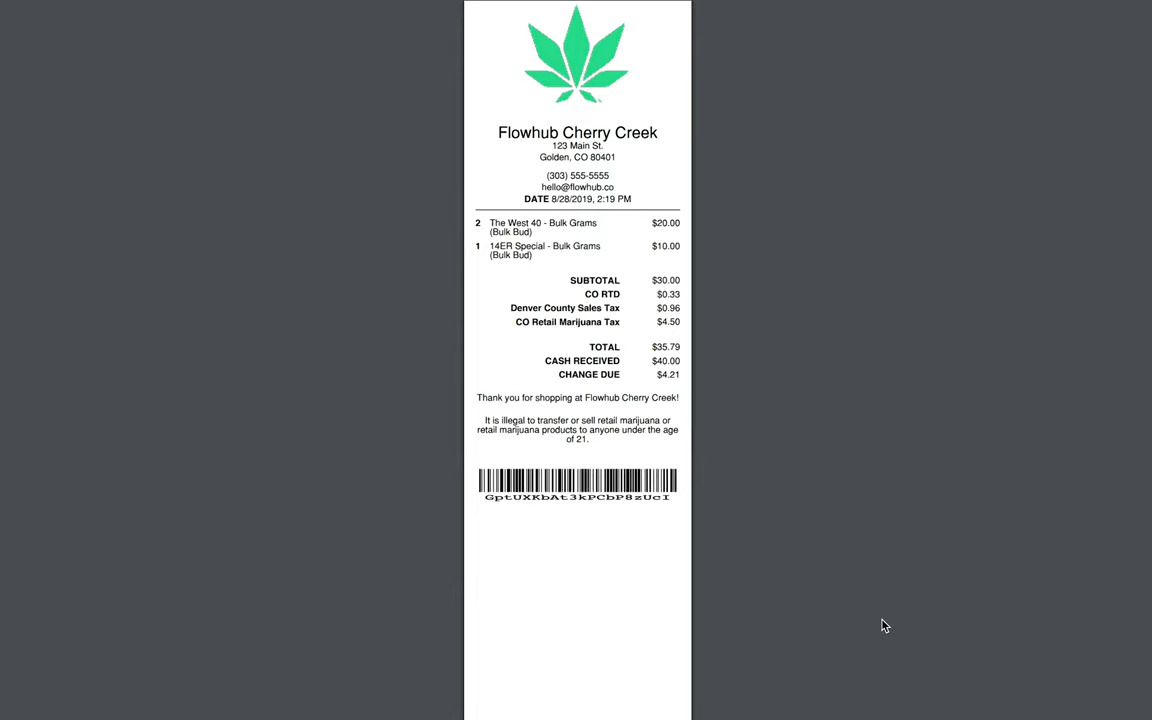 Flowhub Cherry Creek
123 Main St.
Golden, CO 80401
(303) 555-5555
hello@flowhub.co
DATE 8/28/2019, 2:19 PM
2 The West 40 - Bulk Grams $20.00
(Bulk Bud)
1 14ER Special - Bulk Grams $10.00
(Bulk Bud)
SUBTOTAL $30.00
CO RTD $0.33
Denver County Sales Tax $0.96
CO Retail Marijuana Tax $4.50
TOTAL $35.79
CASH RECEIVED $40.00
CHANGE DUE $4.21
Thank you for shopping at Flowhub Cherry Creek!
It is illegal to transfer or sell retail marijuana or
retail marijuana products to anyone under the age
of 21.
GptUXKbAt3kPCbP8zUcI